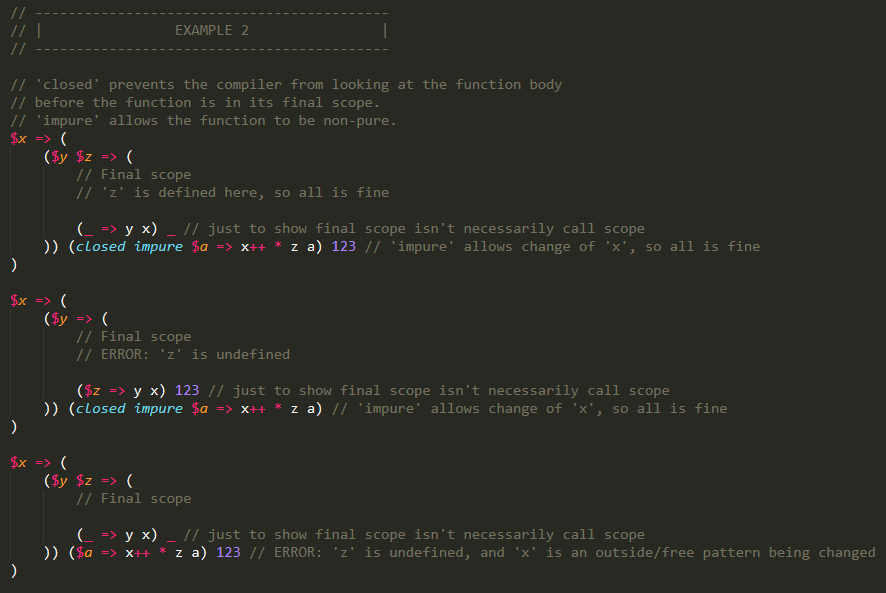 // -------------------------------------------
// |                EXAMPLE 2                |
// -------------------------------------------

// 'closed' prevents the compiler from looking at the function body
// before the function is in its final scope.
// 'impure' allows the function to be non-pure.
$x => (
    ($y $z => (
        // Final scope
        // 'z' is defined here, so all is fine

        (_ => y x) _ // just to show final scope isn't necessarily call scope
    )) (closed impure $a => x++ * z a) 123 // 'impure' allows change of 'x', so all is fine
)

$x => (
    ($y => (
        // Final scope
        // ERROR: 'z' is undefined

        ($z => y x) 123 // just to show final scope isn't necessarily call scope
    )) (closed impure $a => x++ * z a) // 'impure' allows change of 'x', so all is fine
)

$x => (
    ($y $z => (
        // Final scope

        (_ => y x) _ // just to show final scope isn't necessarily call scope
    )) ($a => x++ * z a) 123 // ERROR: 'z' is undefined, and 'x' is an outside/free pattern being changed
)